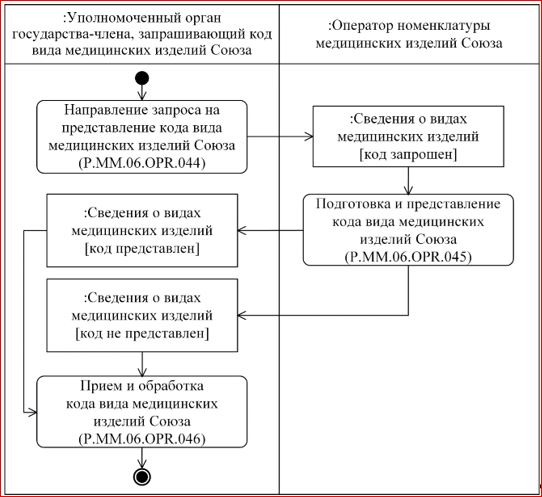 :Уполномоченный орган
государства-члена, запрашивающий код
вида медицинских изделий Союза
:Оператор номенклатуры
медицинских изделий Союза
Направление запроса на
представление кода вида
медицинских изделий Союза
(P.MM.06.OPR.044)
:Сведения о видах
медицинских изделий
[код запрошен]
:Сведения о видах
медицинских изделий
[код представлен]
Подготовка и представление
кода вида медицинских
изделий Союза
(P.MM.06.OPR.045)
:Сведения о видах
медицинских изделий
[код не представлен]
Прием и обработка
кода вида медицинских
изделий Союза
(P.MM.06.OPR.046)